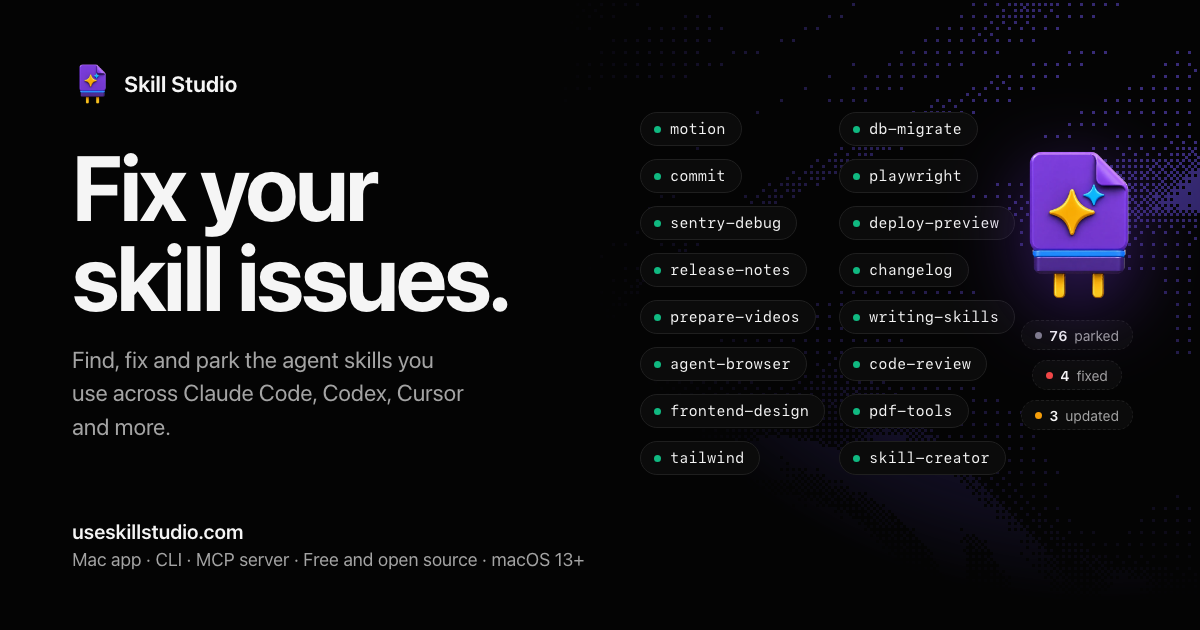 Skill Studio
Fix your
skill issues.
Find, fix and park the agent skills you
use across Claude Code, Codex, Cursor
and more.
useskillstudio.com
Mac app · CLI · MCP server · Free and open source · macOS 13+
motion
commit
sentry-debug
release-notes
prepare-videos
agent-browser
frontend-design
tailwind
db-migrate
playwright
deploy-preview
changelog
writing-skills
code-review
pdf-tools
skill-creator
76 parked
4 fixed
3 updated